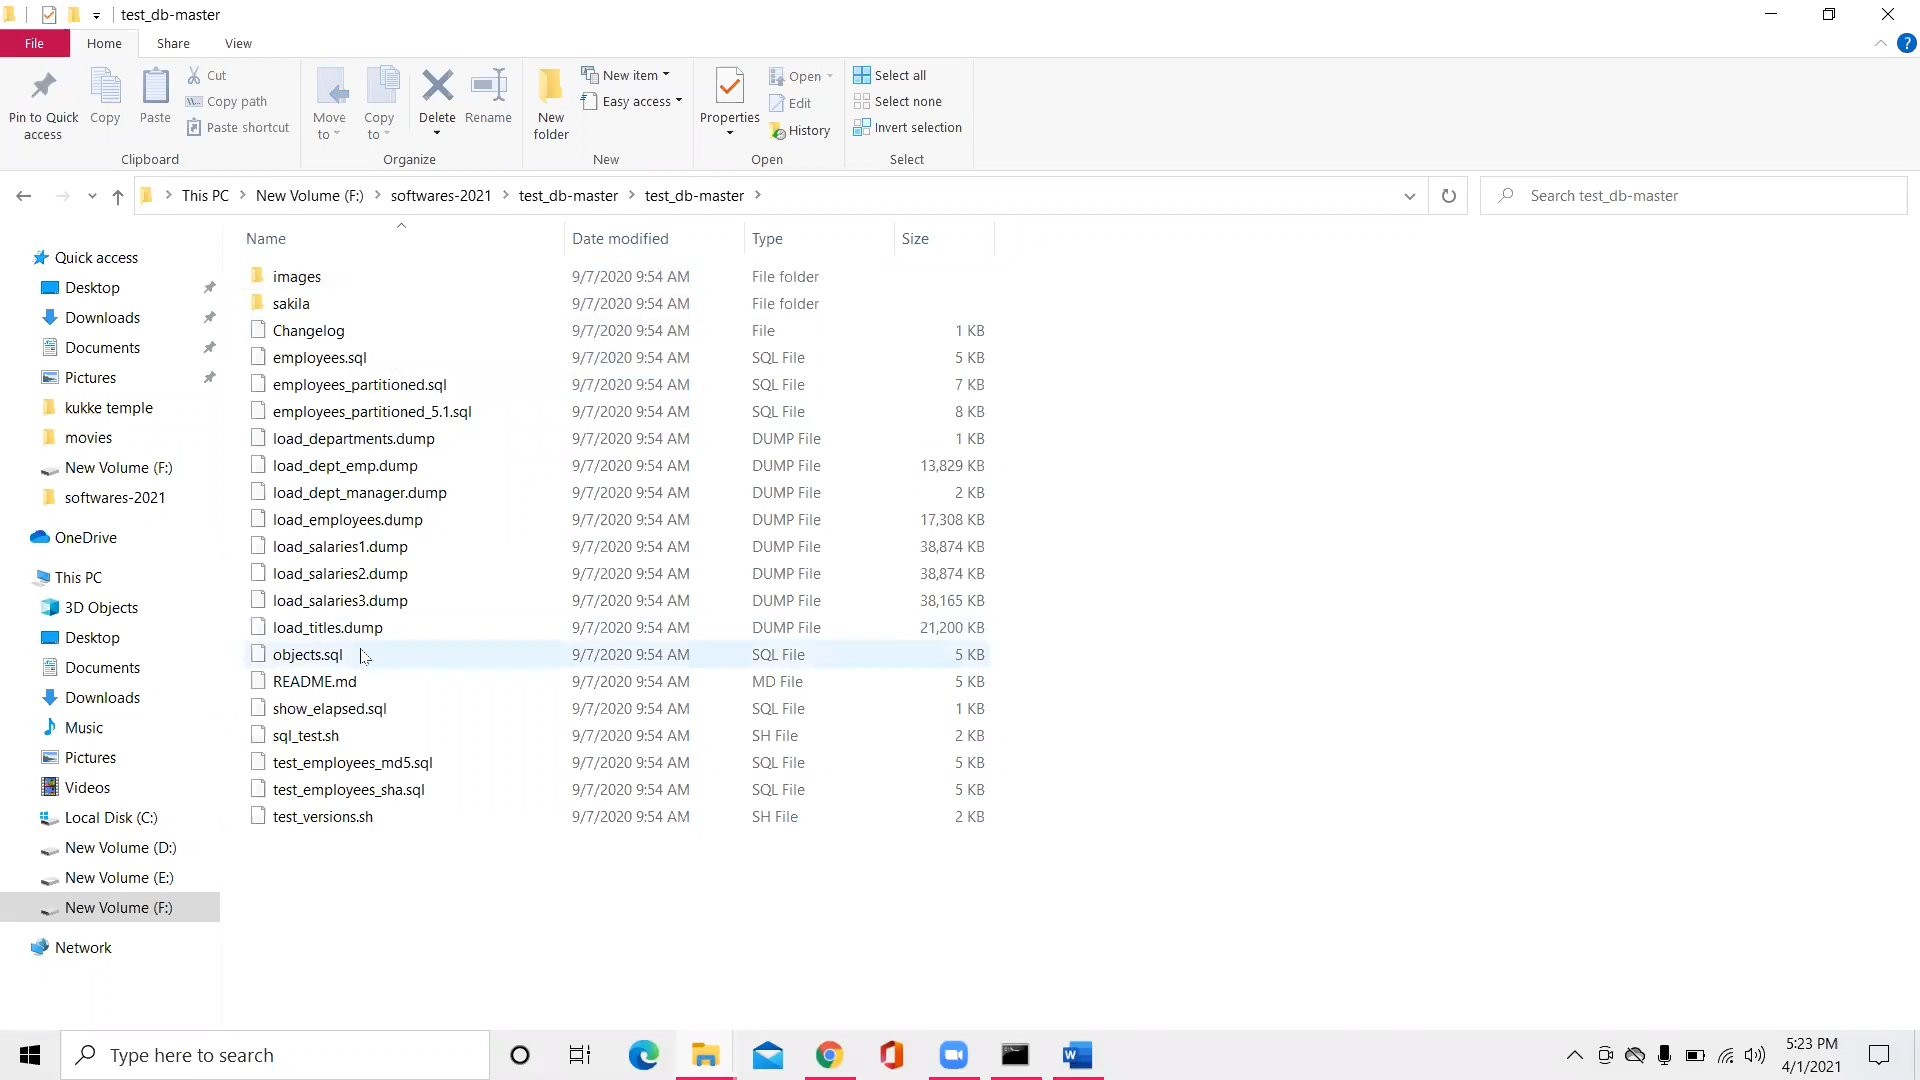 test_db-master
File Home Share View
Pin to Quick access
Copy
Paste
Cut
Copy path
Paste shortcut
Clipboard
Move to
Copy to
Delete
Rename
Organize
New folder
New item
Easy access
New
Properties
Open
Edit
History
Open
Select all
Select none
Invert selection
Select
This PC New Volume (F:) softwares-2021 test_db-master test_db-master
Search test_db-master
Quick access
Desktop
Downloads
Documents
Pictures
kukke temple
movies
New Volume (F:)
softwares-2021
OneDrive
This PC
3D Objects
Desktop
Documents
Downloads
Music
Pictures
Videos
Local Disk (C:)
New Volume (D:)
New Volume (E:)
New Volume (F:)
Network
Name Date modified Type Size
images 9/7/2020 9:54 AM File folder
sakila 9/7/2020 9:54 AM File folder
Changelog 9/7/2020 9:54 AM File 1 KB
employees.sql 9/7/2020 9:54 AM SQL File 5 KB
employees_partitioned.sql 9/7/2020 9:54 AM SQL File 7 KB
employees_partitioned_5.1.sql 9/7/2020 9:54 AM SQL File 8 KB
load_departments.dump 9/7/2020 9:54 AM DUMP File 1 KB
load_dept_emp.dump 9/7/2020 9:54 AM DUMP File 13,829 KB
load_dept_manager.dump 9/7/2020 9:54 AM DUMP File 2 KB
load_employees.dump 9/7/2020 9:54 AM DUMP File 17,308 KB
load_salaries1.dump 9/7/2020 9:54 AM DUMP File 38,874 KB
load_salaries2.dump 9/7/2020 9:54 AM DUMP File 38,874 KB
load_salaries3.dump 9/7/2020 9:54 AM DUMP File 38,165 KB
load_titles.dump 9/7/2020 9:54 AM DUMP File 21,200 KB
objects.sql 9/7/2020 9:54 AM SQL File 5 KB
README.md 9/7/2020 9:54 AM MD File 5 KB
show_elapsed.sql 9/7/2020 9:54 AM SQL File 1 KB
sql_test.sh 9/7/2020 9:54 AM SH File 2 KB
test_employees_md5.sql 9/7/2020 9:54 AM SQL File 5 KB
test_employees_sha.sql 9/7/2020 9:54 AM SQL File 5 KB
test_versions.sh 9/7/2020 9:54 AM SH File 2 KB
Type here to search
5:23 PM
4/1/2021